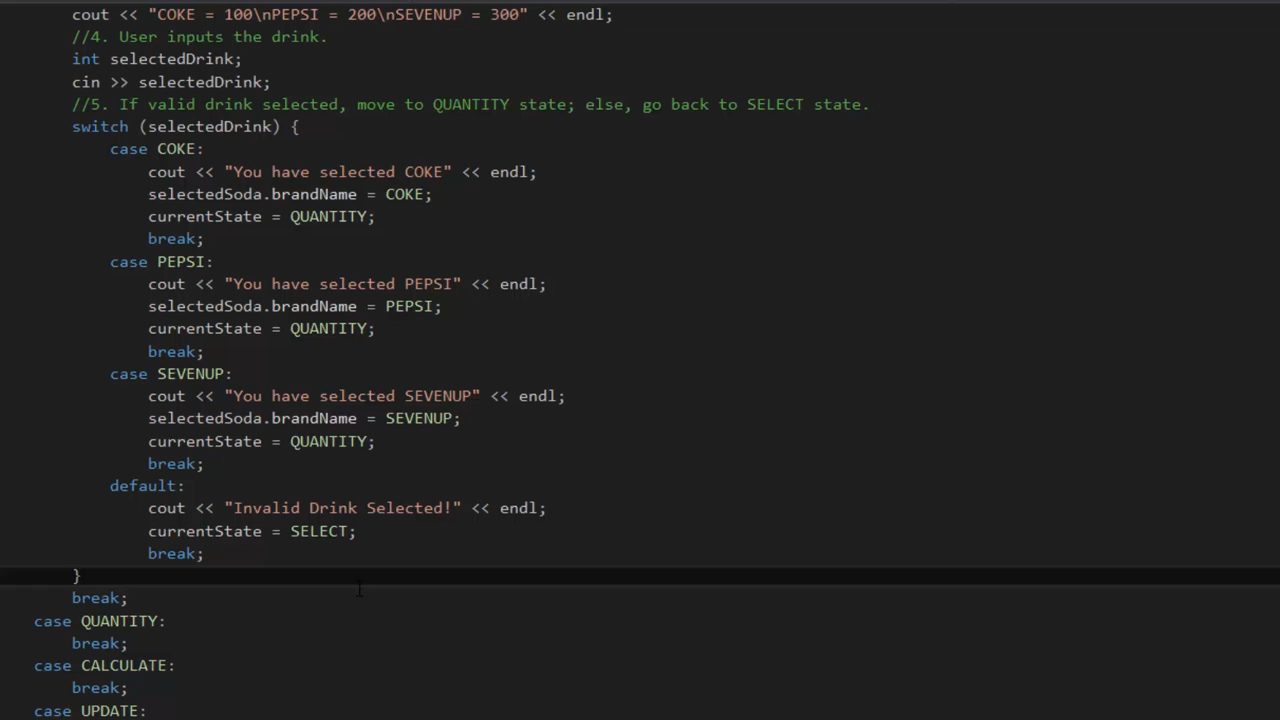 cout << "COKE = 100\nPEPSI = 200\nSEVENUP = 300" << endl;
//4. User inputs the drink.
int selectedDrink;
cin >> selectedDrink;
//5. If valid drink selected, move to QUANTITY state; else, go back to SELECT state.
switch (selectedDrink) {
case COKE:
cout << "You have selected COKE" << endl;
selectedSoda.brandName = COKE;
currentState = QUANTITY;
break;
case PEPSI:
cout << "You have selected PEPSI" << endl;
selectedSoda.brandName = PEPSI;
currentState = QUANTITY;
break;
case SEVENUP:
cout << "You have selected SEVENUP" << endl;
selectedSoda.brandName = SEVENUP;
currentState = QUANTITY;
break;
default:
cout << "Invalid Drink Selected!" << endl;
currentState = SELECT;
break;
}
break;
case QUANTITY:
break;
case CALCULATE:
break;
case UPDATE: